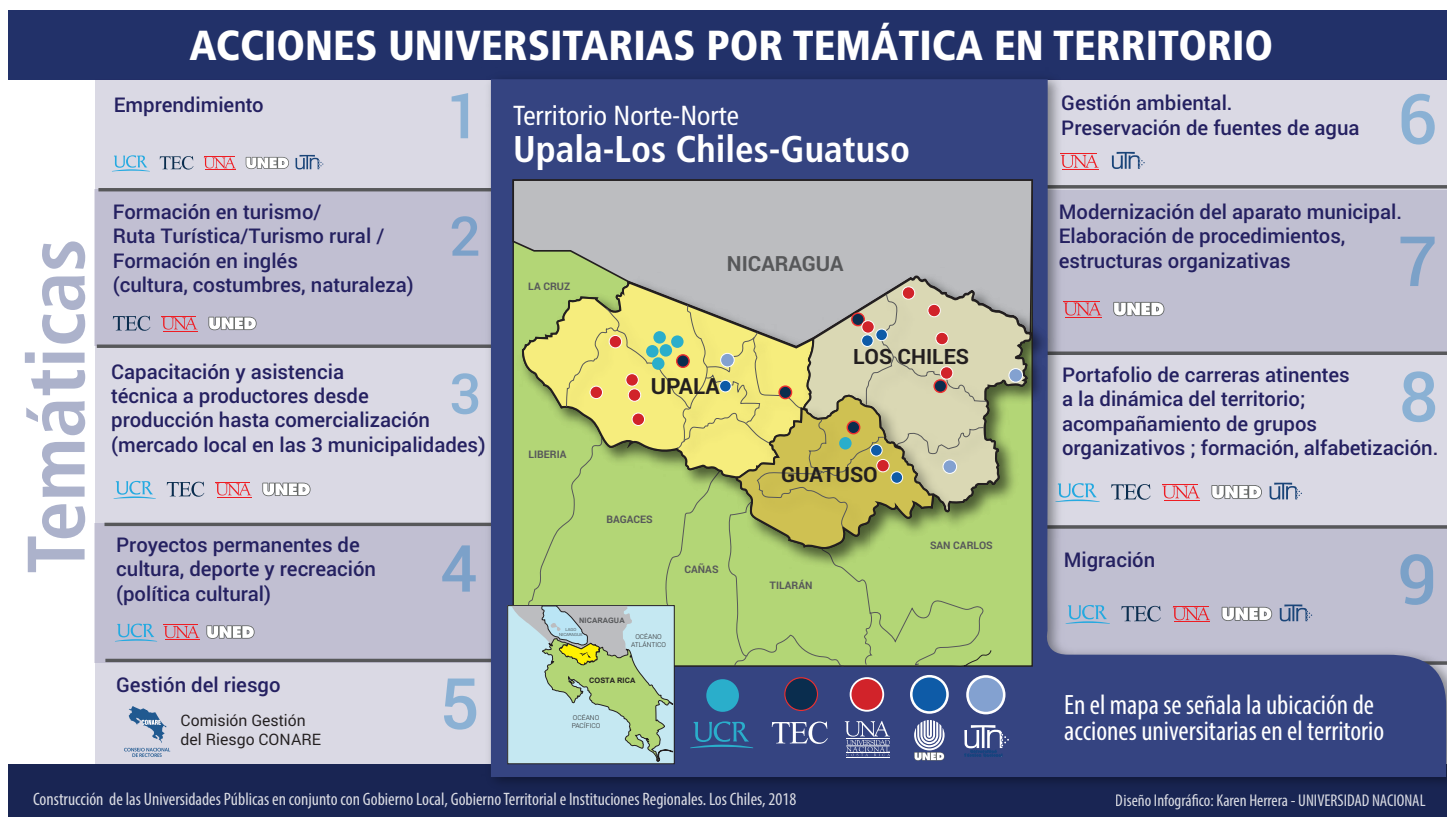 ACCIONES UNIVERSITARIAS POR TEMÁTICA EN TERRITORIO
Temáticas
Emprendimiento
1
UCR TEC UNA UNED UTn
Formación en turismo/
Ruta Turística/Turismo rural /
Formación en inglés
(cultura, costumbres, naturaleza)
2
TEC UNA UNED
Capacitación y asistencia
técnica a productores desde
producción hasta comercialización
(mercado local en las 3 municipalidades)
3
UCR TEC UNA UNED
Proyectos permanentes de
cultura, deporte y recreación
(política cultural)
4
UCR UNA UNED
Gestión del riesgo
5
CONARE
CONSEJO NACIONAL
DE RECTORES
Comisión Gestión
del Riesgo CONARE
Territorio Norte-Norte
Upala-Los Chiles-Guatuso
NICARAGUA
LA CRUZ
LOS CHILES
UPALA
LIBERIA
GUATUSO
BAGACES
SAN CARLOS
CAÑAS
TILARÁN
NICARAGUA
LAGO
NICARAGUA
OCÉANO
ATLÁNTICO
COSTA RICA
OCÉANO
PACÍFICO
UCR
TEC
UNA
UNIVERSIDAD
NACIONAL
COSTA RICA
UNED
UTn
Gestión ambiental.
Preservación de fuentes de agua
6
UNA UTn
Modernización del aparato municipal.
Elaboración de procedimientos,
estructuras organizativas
7
UNA UNED
Portafolio de carreras atinentes
a la dinámica del territorio;
acompañamiento de grupos
organizativos ; formación, alfabetización.
8
UCR TEC UNA UNED UTn
Migración
9
UCR TEC UNA UNED UTn
En el mapa se señala la ubicación de
acciones universitarias en el territorio
Construcción de las Universidades Públicas en conjunto con Gobierno Local, Gobierno Territorial e Instituciones Regionales. Los Chiles, 2018
Diseño Infográfico: Karen Herrera - UNIVERSIDAD NACIONAL